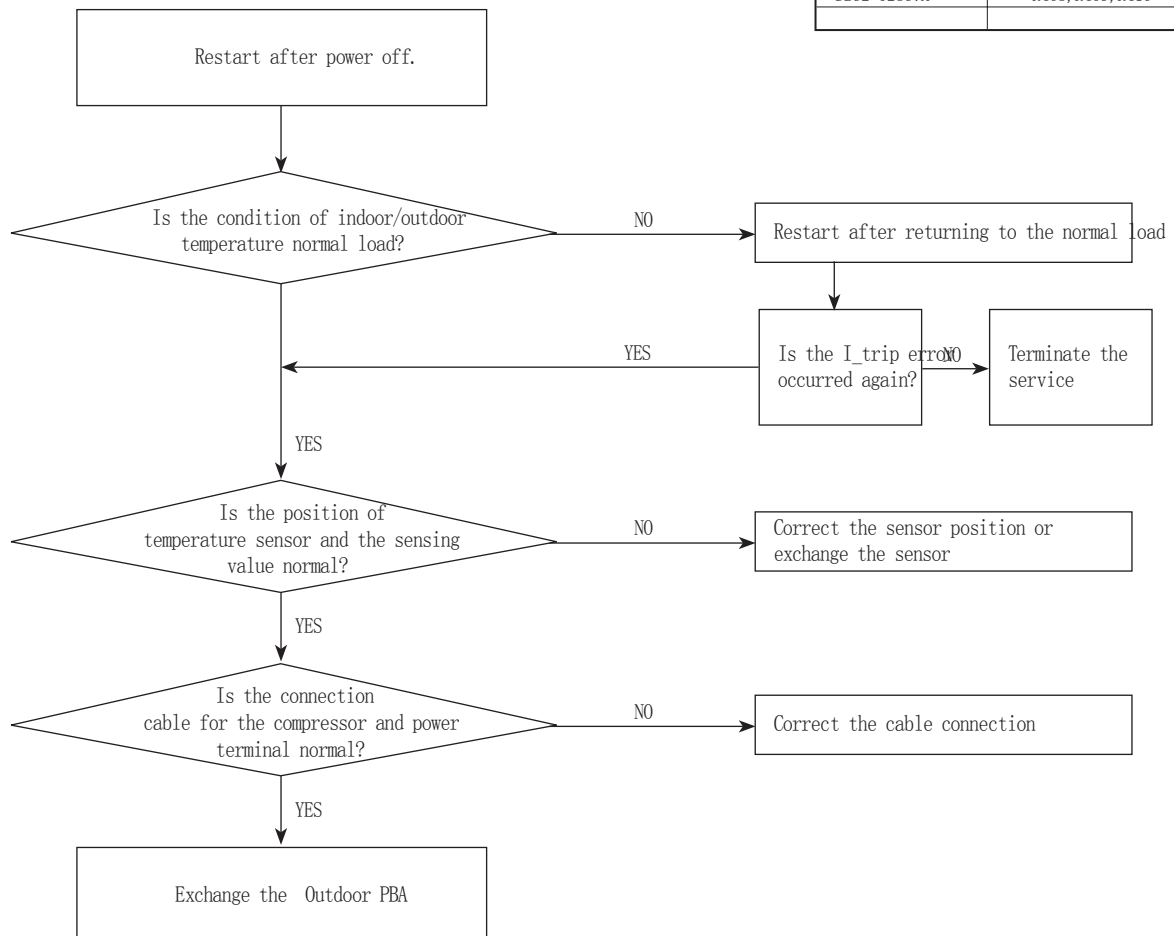 Restart after power off.
Is the condition of indoor/outdoor
temperature normal load?
NO
Restart after returning to the normal load
YES
Is the I_trip error
occurred again?
NO
Terminate the
service
YES
Is the position of
temperature sensor and the sensing
value normal?
NO
Correct the sensor position or
exchange the sensor
YES
Is the connection
cable for the compressor and power
terminal normal?
NO
Correct the cable connection
YES
Exchange the Outdoor PBA